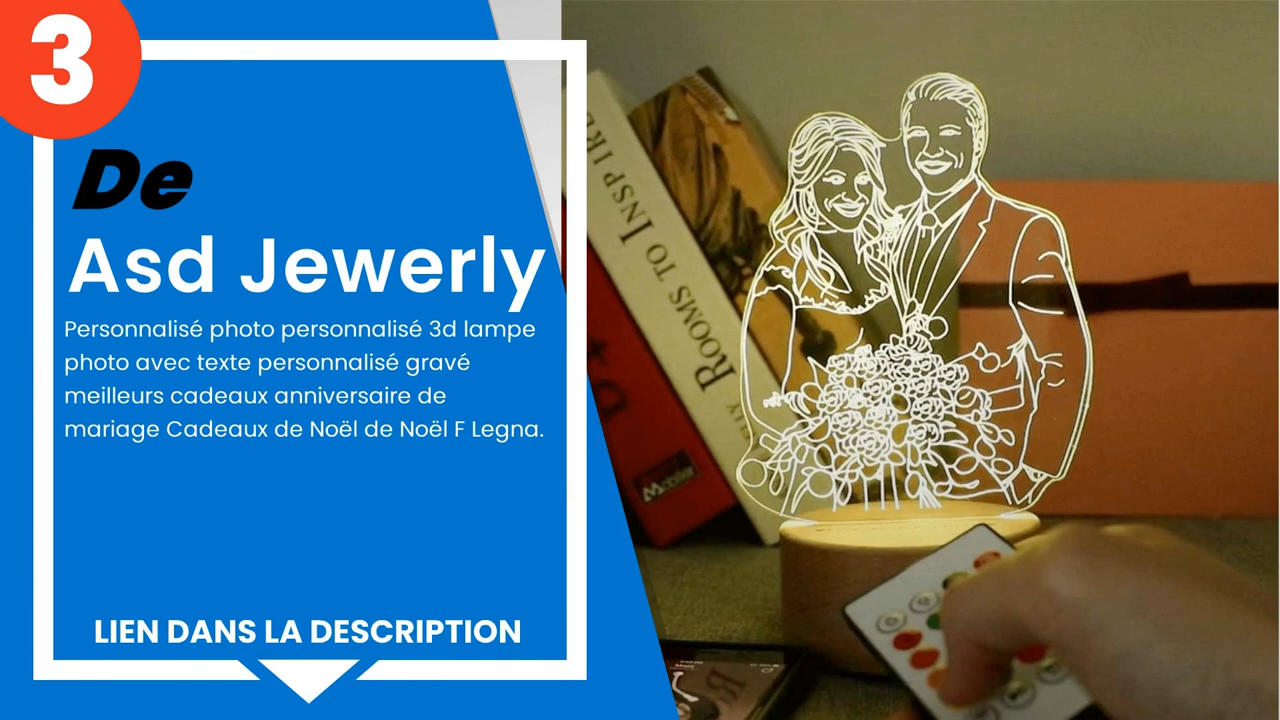 3
De
Asd Jewerly
Personnalisé photo personnalisé 3d lampe
photo avec texte personnalisé gravé
meilleurs cadeaux anniversaire de
mariage Cadeaux de Noël de Noël F Legna.
LIEN DANS LA DESCRIPTION
ROOMS TO INSPIRE